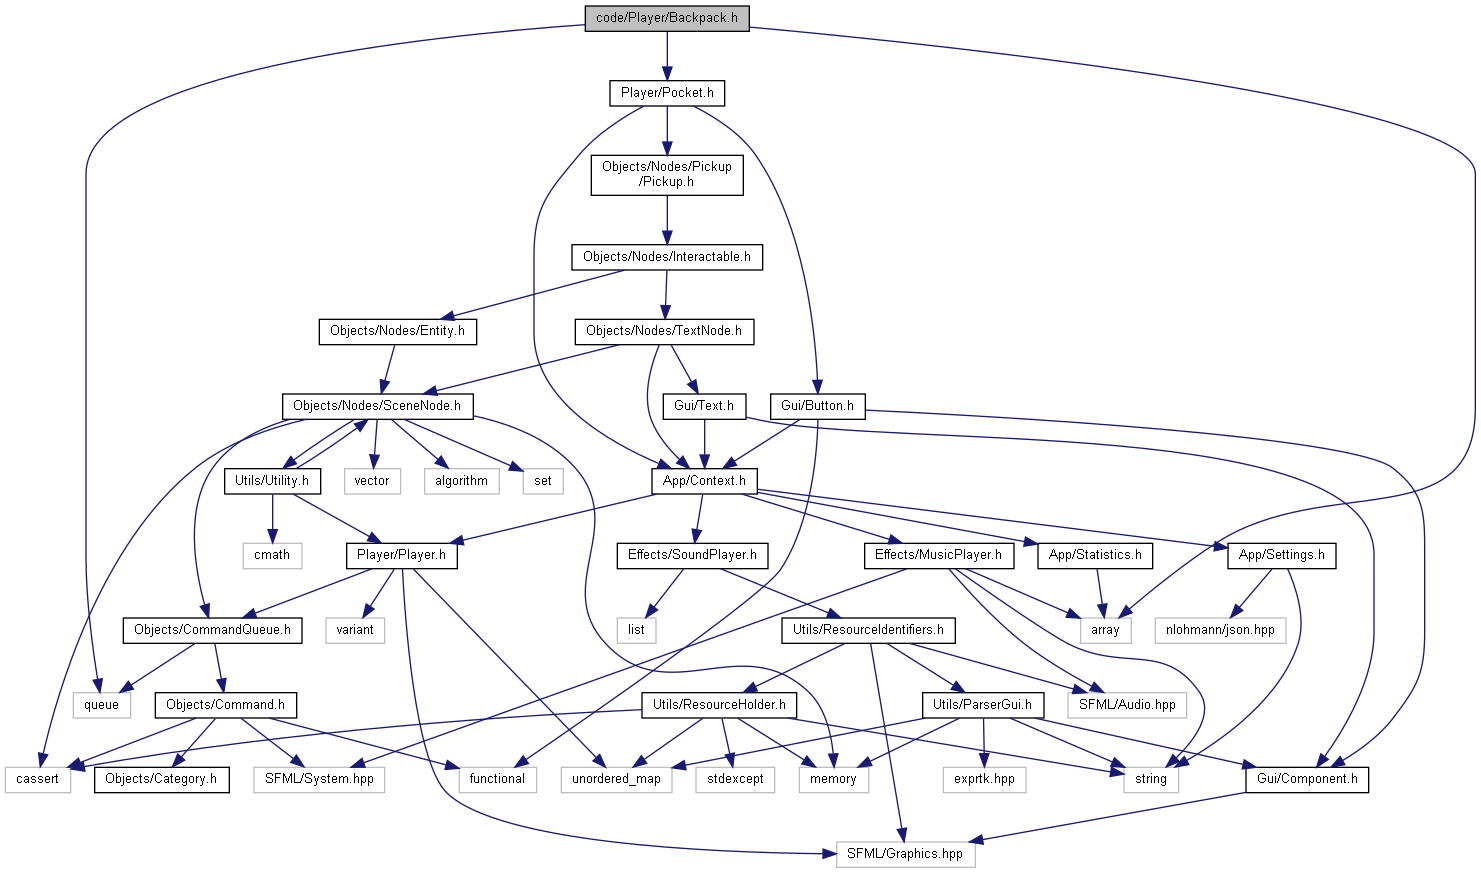 code/Player/Backpack.h
Player/Pocket.h
Objects/Nodes/Pickup
/Pickup.h
Objects/Nodes/Interactable.h
Objects/Nodes/Entity.h
Objects/Nodes/TextNode.h
Objects/Nodes/SceneNode.h
Gui/Text.h
Gui/Button.h
Utils/Utility.h
vector
algorithm
set
App/Context.h
cmath
Player/Player.h
Effects/SoundPlayer.h
Effects/MusicPlayer.h
App/Statistics.h
App/Settings.h
Objects/CommandQueue.h
variant
list
Utils/ResourceIdentifiers.h
array
nlohmann/json.hpp
queue
Objects/Command.h
Utils/ResourceHolder.h
Utils/ParserGui.h
SFML/Audio.hpp
cassert
Objects/Category.h
SFML/System.hpp
functional
unordered_map
stdexcept
memory
exprtk.hpp
string
Gui/Component.h
SFML/Graphics.hpp